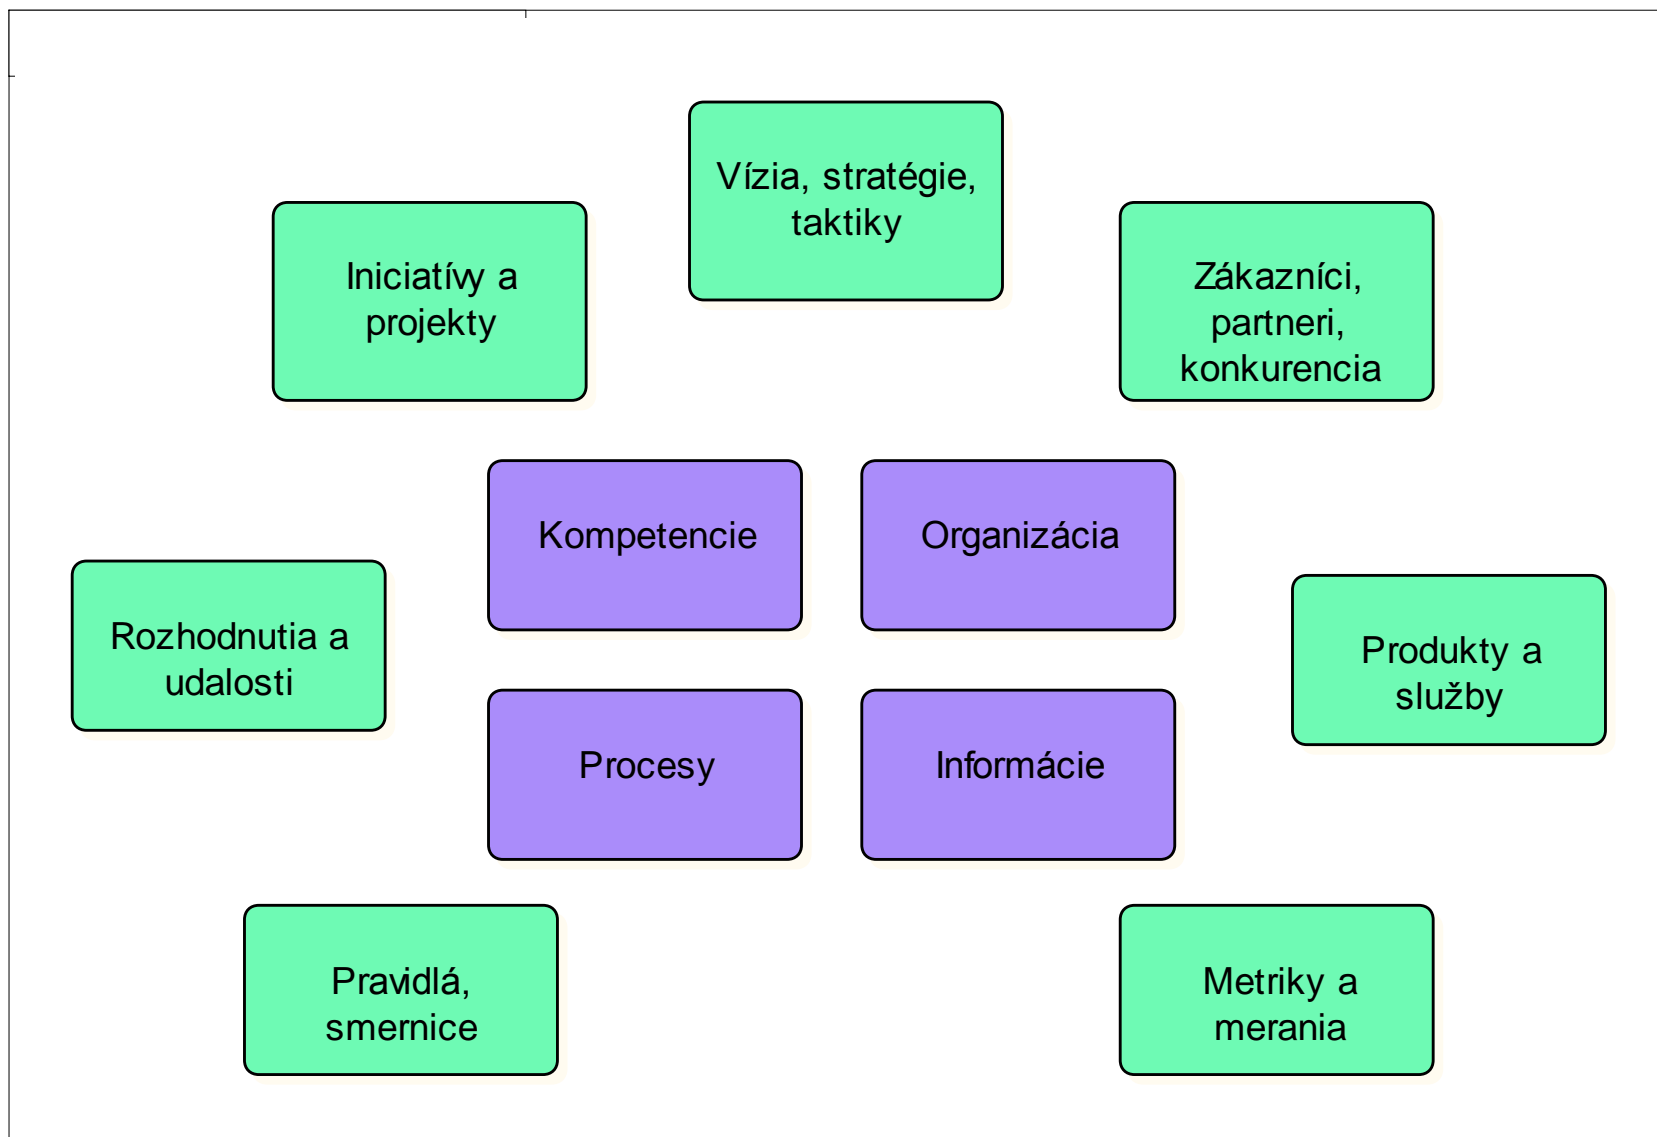 Vízia, stratégie,
taktiky
Iniciatívy a
projekty
Zákazníci,
partneri,
konkurencia
Kompetencie
Organizácia
Rozhodnutia a
udalosti
Produkty a
služby
Procesy
Informácie
Pravidlá,
smernice
Metriky a
merania